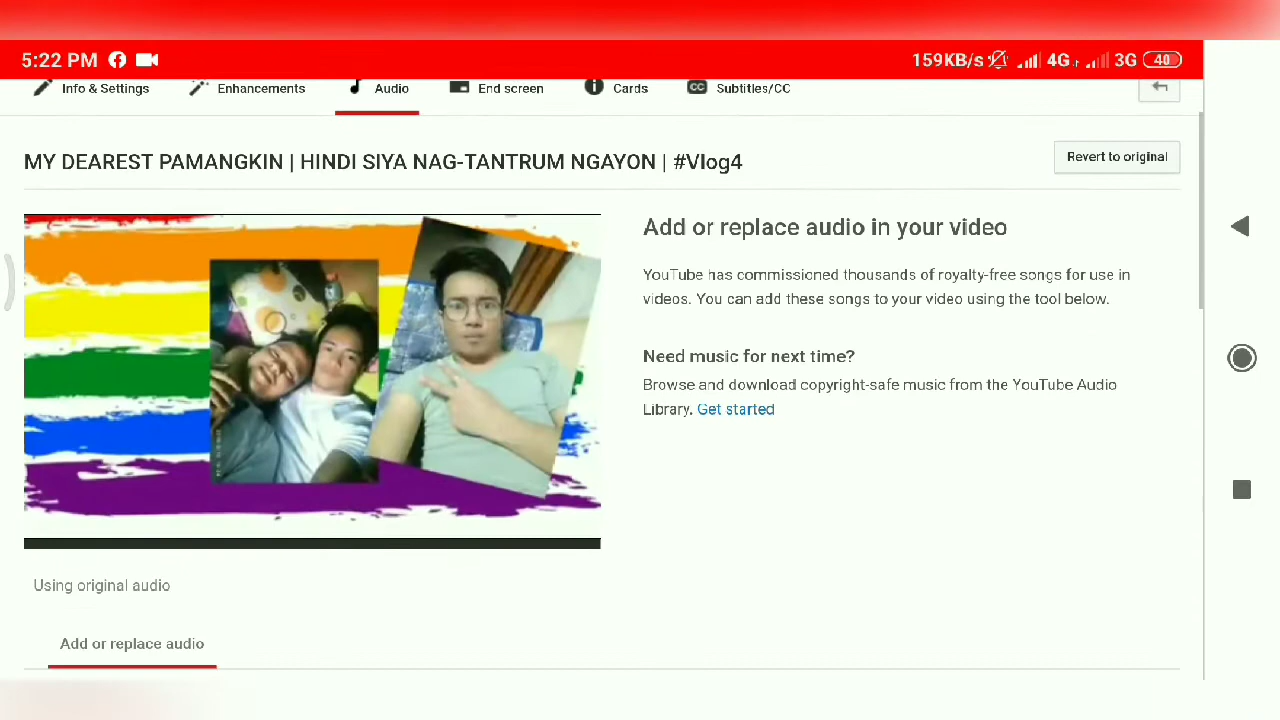 5:22 PM 159KB/s 4G 3G 40
Info & Settings Enhancements Audio End screen Cards CC Subtitles/CC
MY DEAREST PAMANGKIN | HINDI SIYA NAG-TANTRUM NGAYON | #Vlog4
Revert to original
Add or replace audio in your video
YouTube has commissioned thousands of royalty-free songs for use in
videos. You can add these songs to your video using the tool below.
Need music for next time?
Browse and download copyright-safe music from the YouTube Audio
Library. Get started
Using original audio
Add or replace audio